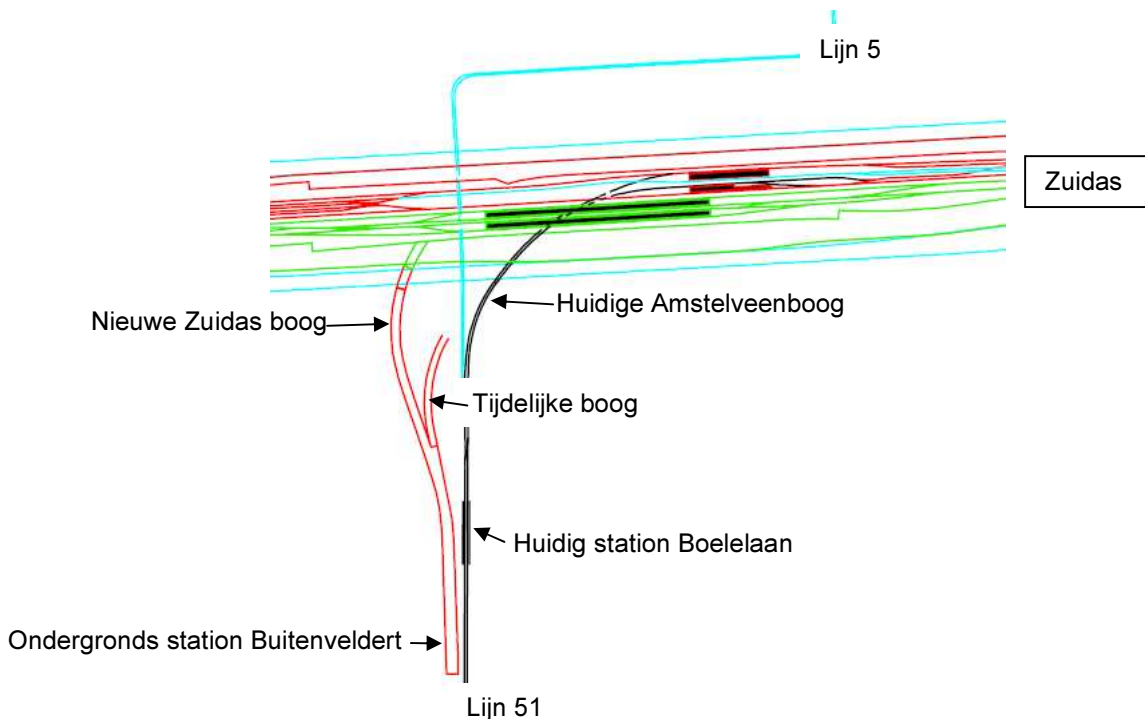 Lijn 5
Zuidas
Huidige Amstelveenboog
Nieuwe Zuidas boog
Tijdelijke boog
Huidig station Boelelaan
Ondergronds station Buitenveldert
Lijn 51